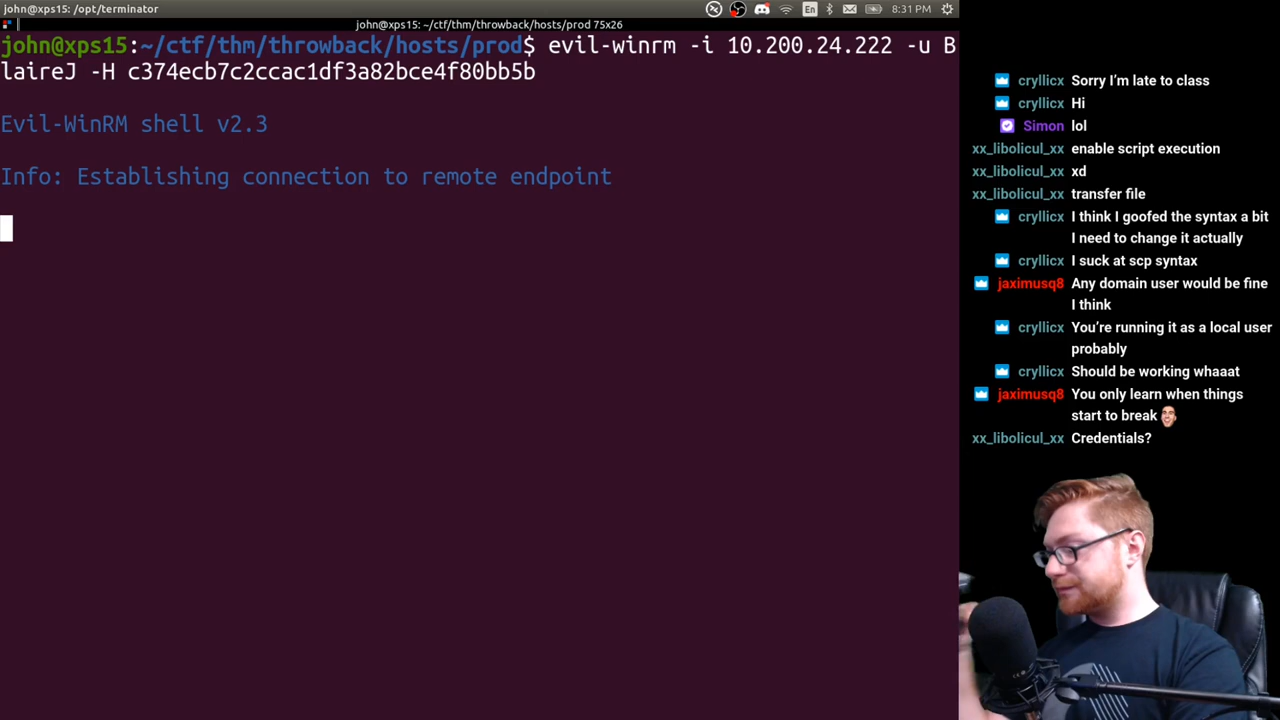 john@xps15: /opt/terminator
En
8:31 PM
john@xps15: ~/ctf/thm/throwback/hosts/prod 75x26
john@xps15:~/ctf/thm/throwback/hosts/prod$ evil-winrm -i 10.200.24.222 -u B
laireJ -H c374ecb7c2ccac1df3a82bce4f80bb5b
Evil-WinRM shell v2.3
Info: Establishing connection to remote endpoint
cryllicx Sorry I'm late to class
cryllicx Hi
Simon lol
xx_libolicul_xx enable script execution
xx_libolicul_xx xd
xx_libolicul_xx transfer file
cryllicx I think I goofed the syntax a bit
I need to change it actually
cryllicx I suck at scp syntax
jaximusq8 Any domain user would be fine
I think
cryllicx You're running it as a local user
probably
cryllicx Should be working whaaat
jaximusq8 You only learn when things
start to break
xx_libolicul_xx Credentials?